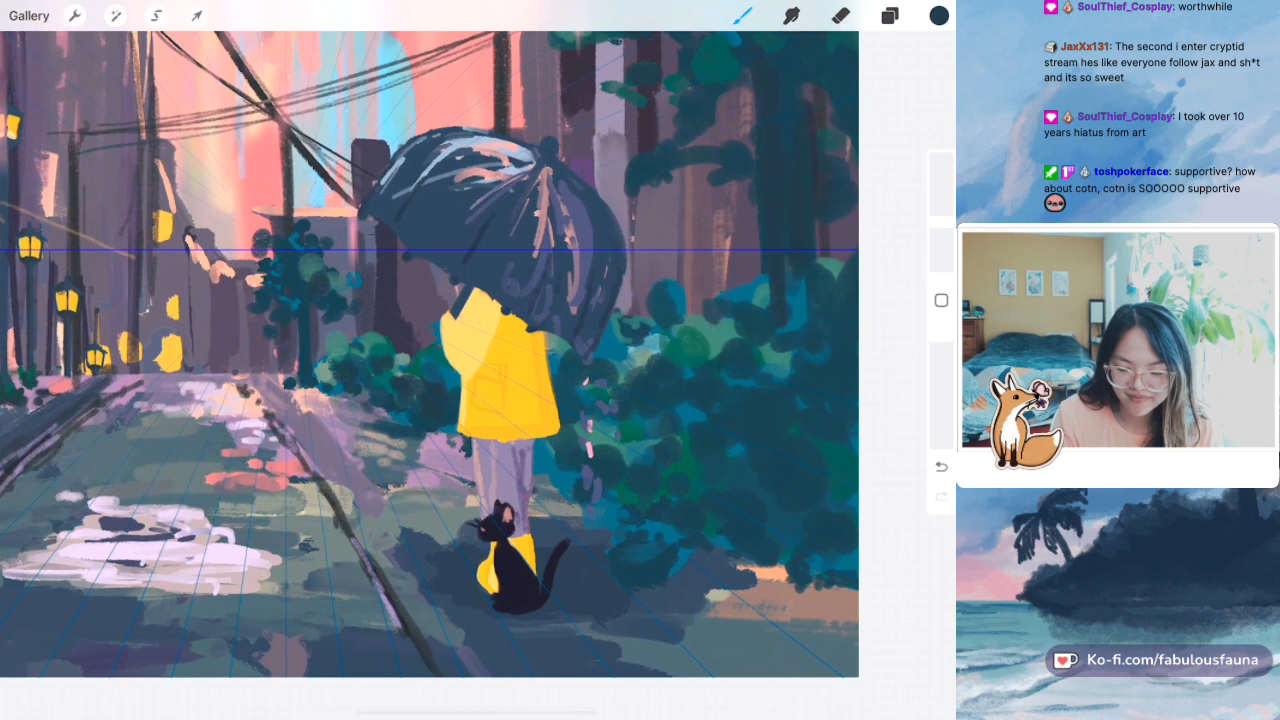 Gallery
SoulThief_Cosplay: worthwhile
JaxXx131: The second i enter cryptid
stream hes like everyone follow jax and sh*t
and its so sweet
SoulThief_Cosplay: I took over 10
years hiatus from art
toshpokerface: supportive? how
about cotn, cotn is SOOOOO supportive
Ko-fi.com/fabulousfauna